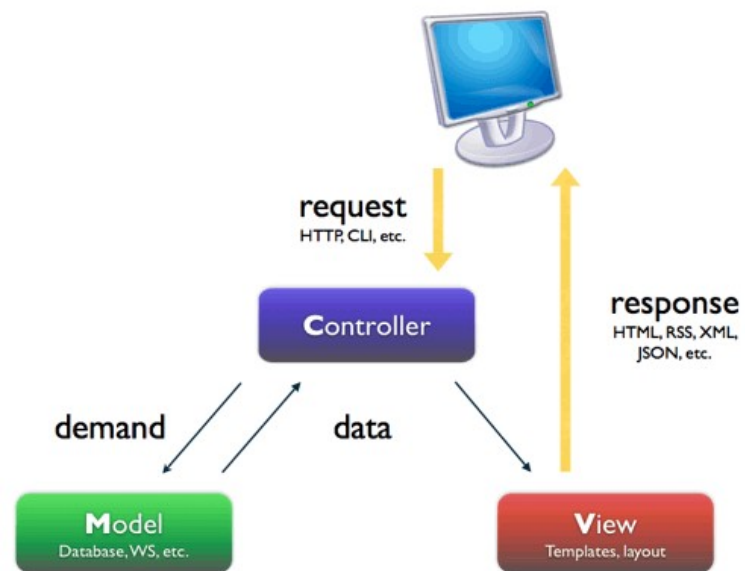 request
HTTP, CLI, etc.
Controller
response
HTML, RSS, XML,
JSON, etc.
demand
data
Model
Database, WS, etc.
View
Templates, layout